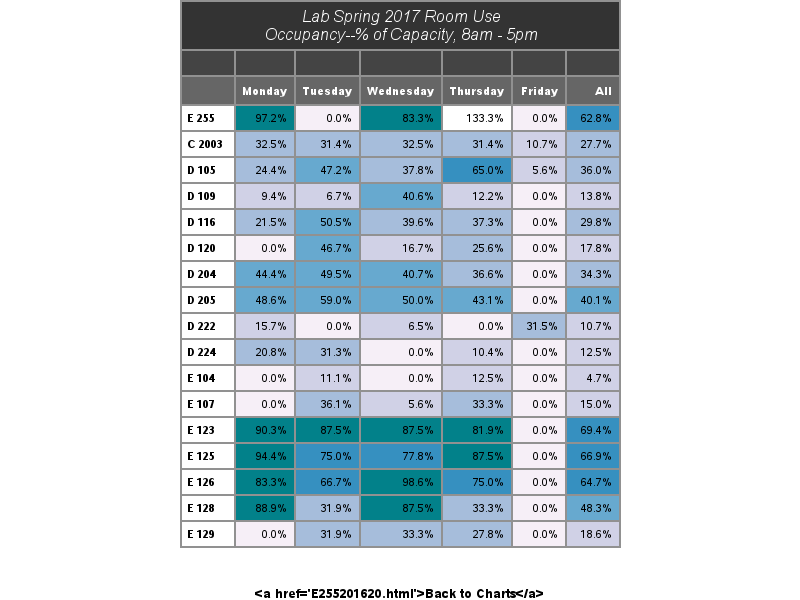 Lab Spring 2017 Room Use
Occupancy--% of Capacity, 8am - 5pm
Monday Tuesday Wednesday Thursday Friday All
E 255 97.2% 0.0% 83.3% 133.3% 0.0% 62.8%
C 2003 32.5% 31.4% 32.5% 31.4% 10.7% 27.7%
D 105 24.4% 47.2% 37.8% 65.0% 5.6% 36.0%
D 109 9.4% 6.7% 40.6% 12.2% 0.0% 13.8%
D 116 21.5% 50.5% 39.6% 37.3% 0.0% 29.8%
D 120 0.0% 46.7% 16.7% 25.6% 0.0% 17.8%
D 204 44.4% 49.5% 40.7% 36.6% 0.0% 34.3%
D 205 48.6% 59.0% 50.0% 43.1% 0.0% 40.1%
D 222 15.7% 0.0% 6.5% 0.0% 31.5% 10.7%
D 224 20.8% 31.3% 0.0% 10.4% 0.0% 12.5%
E 104 0.0% 11.1% 0.0% 12.5% 0.0% 4.7%
E 107 0.0% 36.1% 5.6% 33.3% 0.0% 15.0%
E 123 90.3% 87.5% 87.5% 81.9% 0.0% 69.4%
E 125 94.4% 75.0% 77.8% 87.5% 0.0% 66.9%
E 126 83.3% 66.7% 98.6% 75.0% 0.0% 64.7%
E 128 88.9% 31.9% 87.5% 33.3% 0.0% 48.3%
E 129 0.0% 31.9% 33.3% 27.8% 0.0% 18.6%
<a href='E255201620.html'>Back to Charts</a>